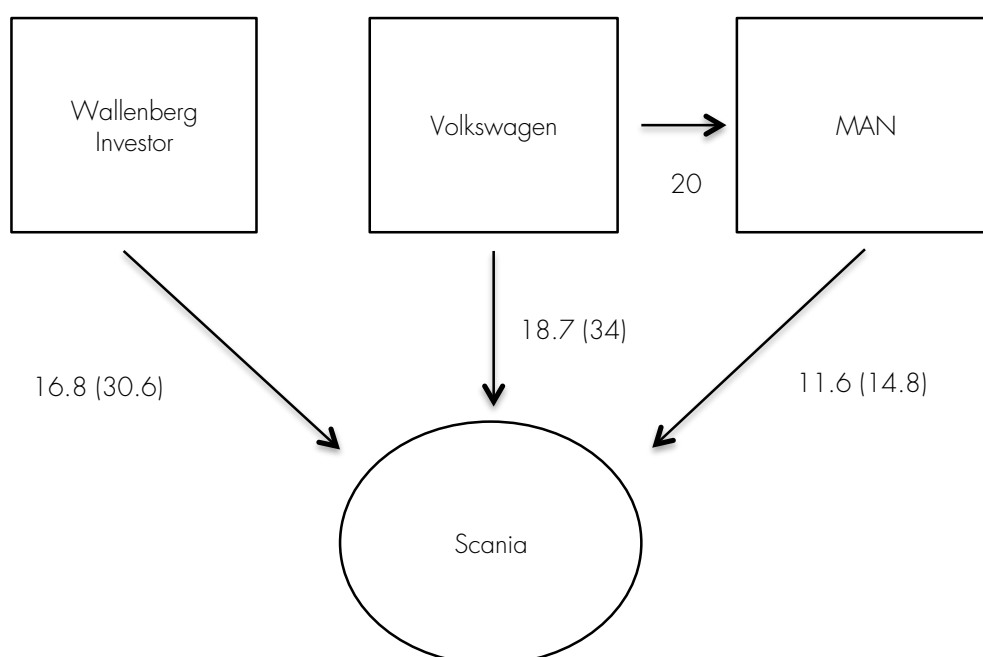 Wallenberg
Investor
Volkswagen
MAN
20
18.7 (34)
16.8 (30.6)
11.6 (14.8)
Scania